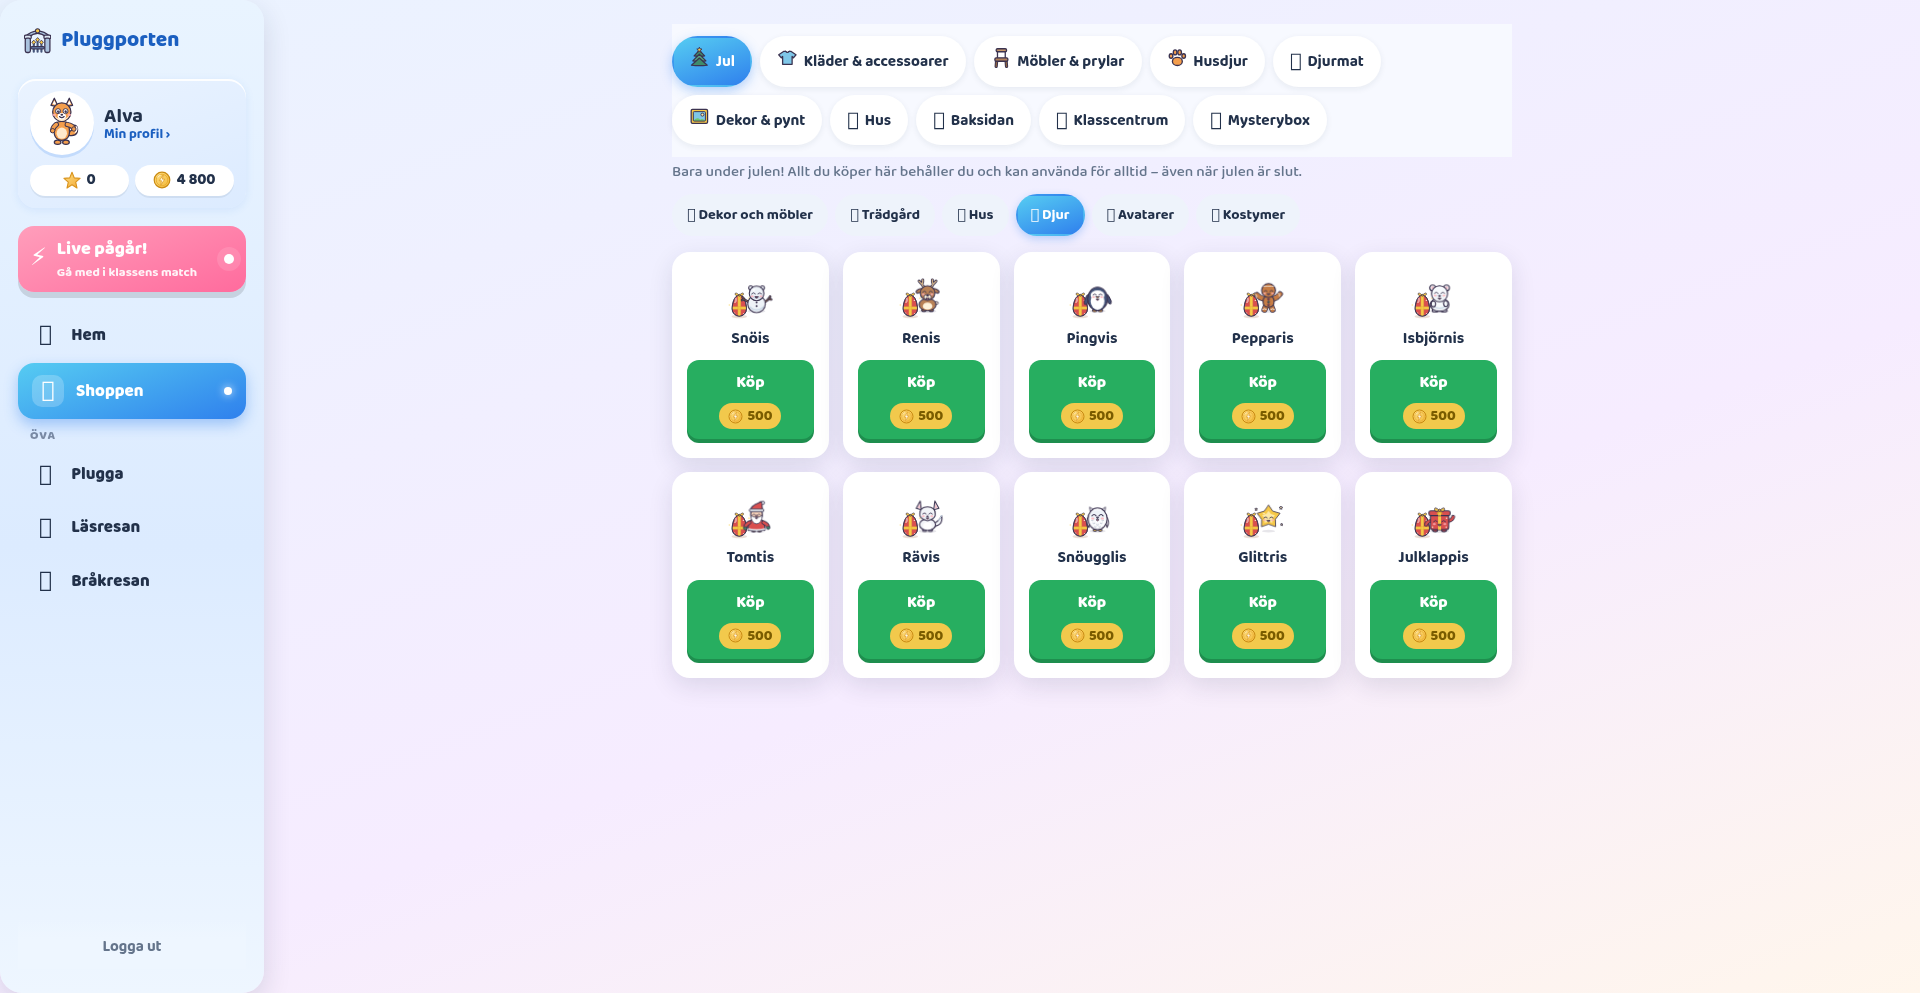 Pluggporten
Alva
Min profil ›
0
4 800
Live pågår!
Gå med i klassens match
Hem
Shoppen
ÖVA
Plugga
Läsresan
Bråkresan
Logga ut
Jul
Kläder & accessoarer
Möbler & prylar
Husdjur
Djurmat
Dekor & pynt
Hus
Baksidan
Klasscentrum
Mysterybox
Bara under julen! Allt du köper här behåller du och kan använda för alltid – även när julen är slut.
Dekor och möbler
Trädgård
Hus
Djur
Avatarer
Kostymer
Snöis
Köp
500
Renis
Köp
500
Pingvis
Köp
500
Pepparis
Köp
500
Isbjörnis
Köp
500
Tomtis
Köp
500
Rävis
Köp
500
Snöugglis
Köp
500
Glittris
Köp
500
Julklappis
Köp
500